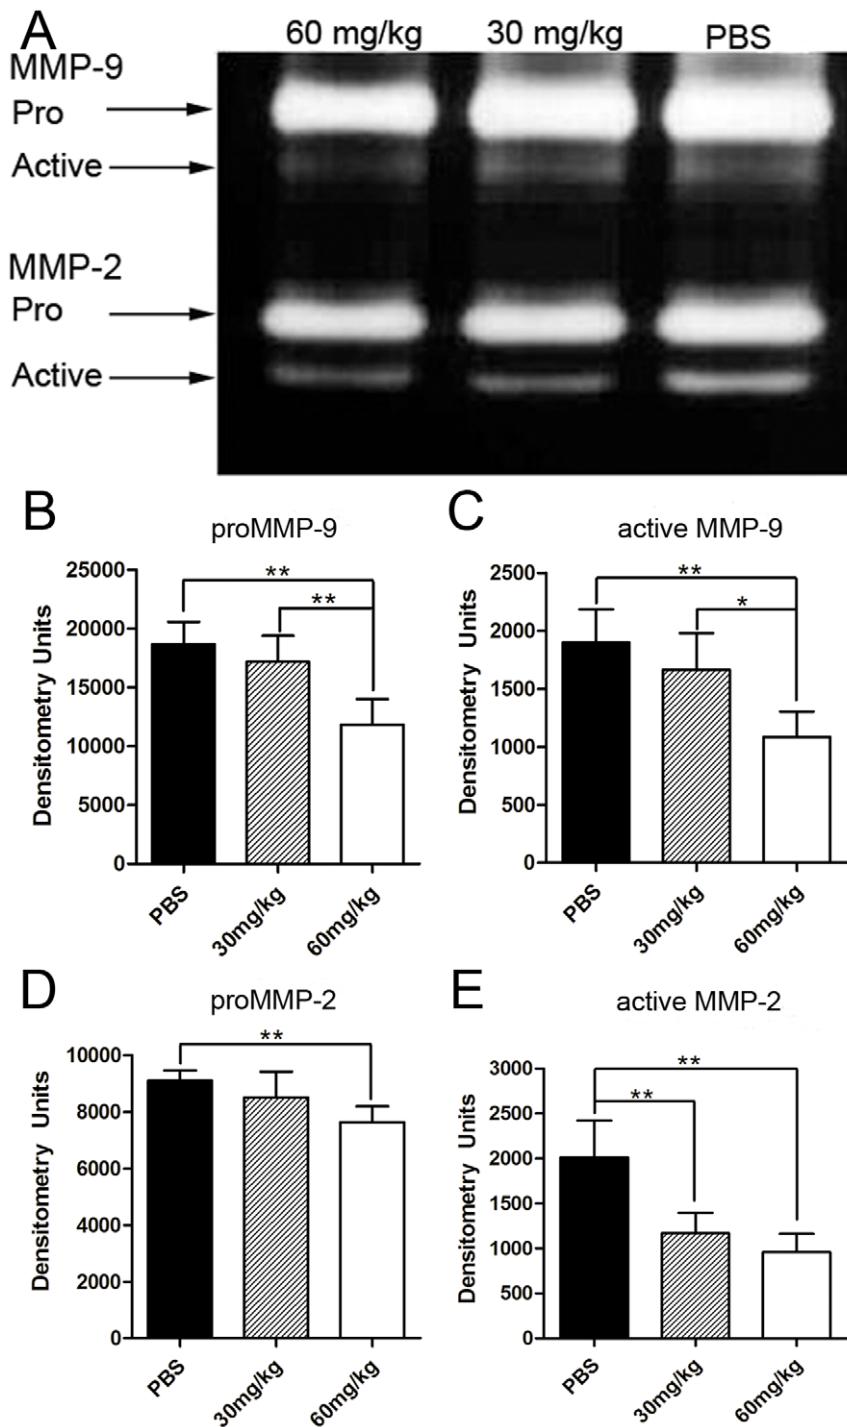 A
60 mg/kg 30 mg/kg PBS
MMP-9
Pro
Active
MMP-2
Pro
Active
B
proMMP-9
Densitometry Units
25000
20000
15000
10000
5000
0
**
**
PBS
30mg/kg
60mg/kg
C
active MMP-9
Densitometry Units
2500
2000
1500
1000
500
0
**
*
PBS
30mg/kg
60mg/kg
D
proMMP-2
Densitometry Units
10000
8000
6000
4000
2000
0
**
PBS
30mg/kg
60mg/kg
E
active MMP-2
Densitometry Units
3000
2500
2000
1500
1000
500
0
**
**
PBS
30mg/kg
60mg/kg